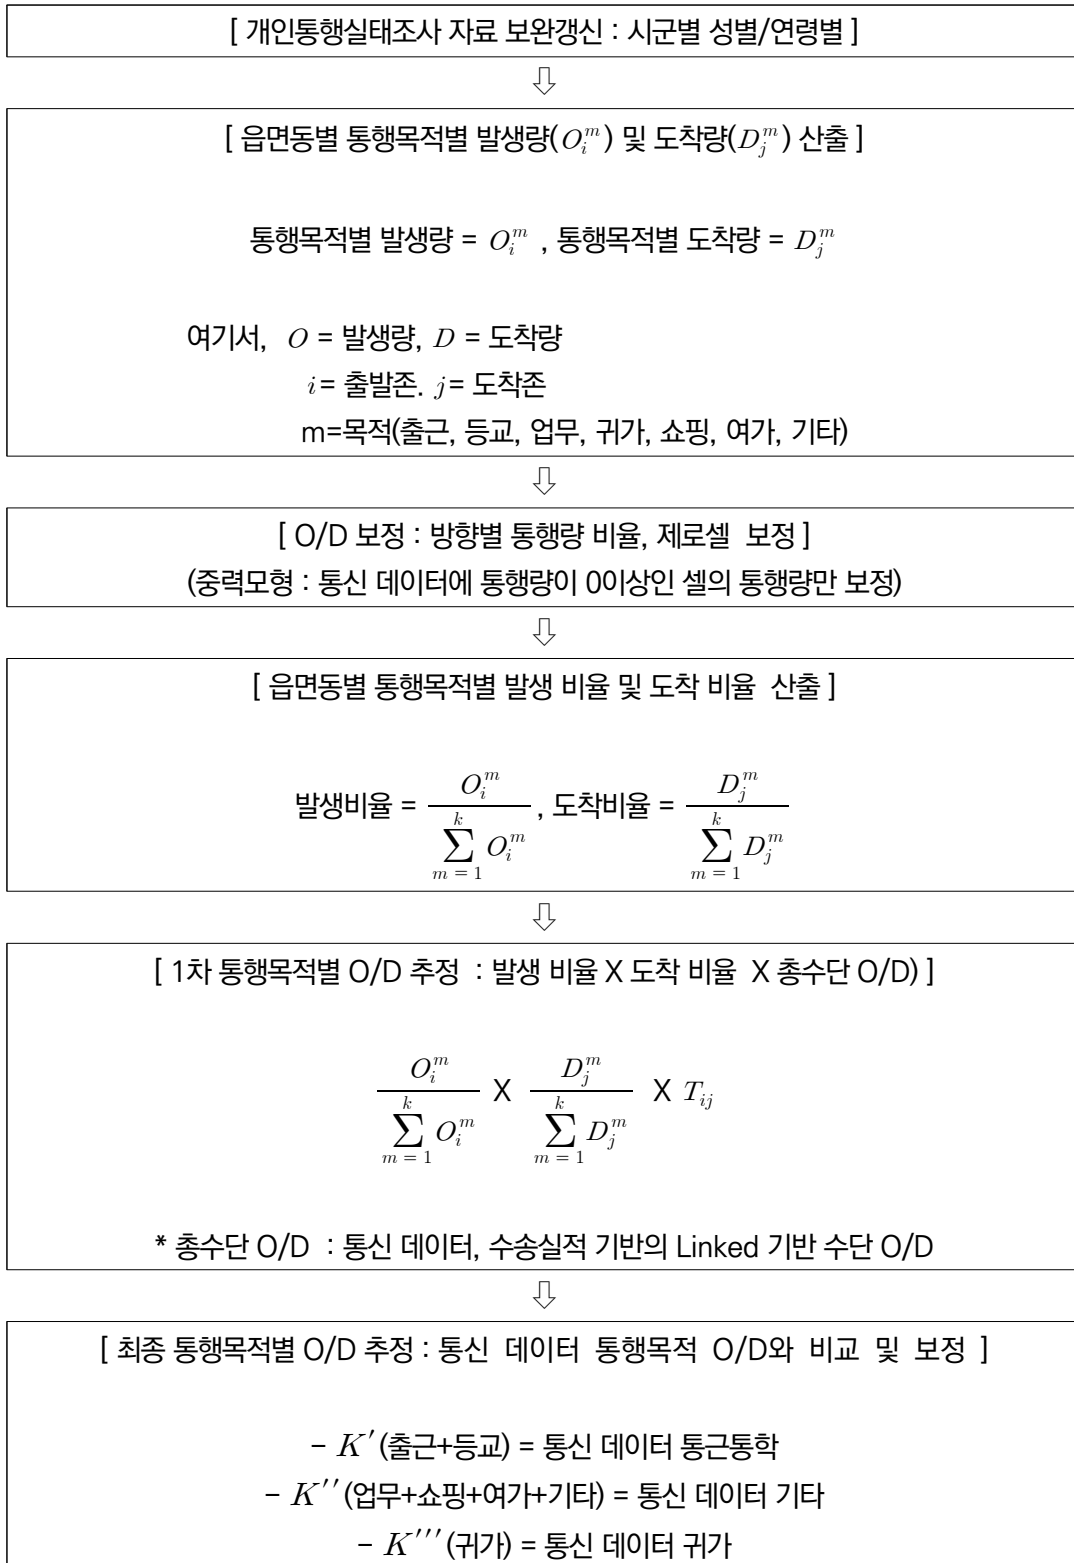 [ 개인통행실태조사 자료 보완갱신 : 시군별 성별/연령별 ]
⇩
[ 읍면동별 통행목적별 발생량(O_i^m) 및 도착량(D_j^m) 산출 ]
통행목적별 발생량 = O_i^m , 통행목적별 도착량 = D_j^m
여기서, O = 발생량, D = 도착량
i = 출발존. j = 도착존
m=목적(출근, 등교, 업무, 귀가, 쇼핑, 여가, 기타)
⇩
[ O/D 보정 : 방향별 통행량 비율, 제로셀 보정 ]
(중력모형 : 통신 데이터에 통행량이 0이상인 셀의 통행량만 보정)
⇩
[ 읍면동별 통행목적별 발생 비율 및 도착 비율 산출 ]
발생비율 = \frac{O_i^m}{\sum_{m=1}^{k} O_i^m} , 도착비율 = \frac{D_j^m}{\sum_{m=1}^{k} D_j^m}
⇩
[ 1차 통행목적별 O/D 추정 : 발생 비율 X 도착 비율 X 총수단 O/D) ]
\frac{O_i^m}{\sum_{m=1}^{k} O_i^m} X \frac{D_j^m}{\sum_{m=1}^{k} D_j^m} X T_{ij}
* 총수단 O/D : 통신 데이터, 수송실적 기반의 Linked 기반 수단 O/D
⇩
[ 최종 통행목적별 O/D 추정 : 통신 데이터 통행목적 O/D와 비교 및 보정 ]
- K′(출근+등교) = 통신 데이터 통근통학
- K′′(업무+쇼핑+여가+기타) = 통신 데이터 기타
- K′′′(귀가) = 통신 데이터 귀가